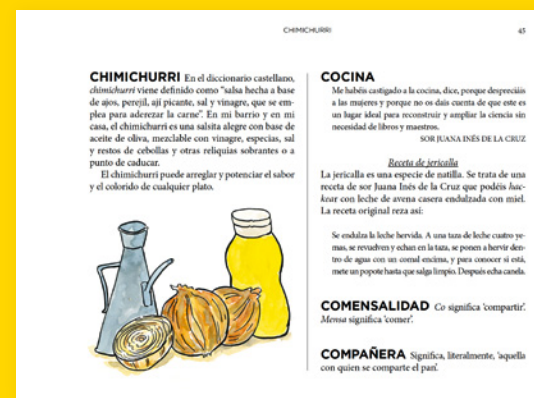 CHIMICHURRI
45
CHIMICHURRI En el diccionario castellano,
chimichurri viene definido como “salsa hecha a base
de ajos, perejil, ají picante, sal y vinagre, que se em-
plea para aderezar la carne”. En mi barrio y en mi
casa, el chimichurri es una salsita alegre con base de
aceite de oliva, mezclable con vinagre, especias, sal
y restos de cebollas y otras reliquias sobrantes o a
punto de caducar.
El chimichurri puede arreglar y potenciar el sabor
y el colorido de cualquier plato.
COCINA
Me habéis castigado a la cocina, dice, porque despreciáis
a las mujeres y porque no os dais cuenta de que este es
un lugar ideal para reconstruir y ampliar la ciencia sin
necesidad de libros y maestros.
SOR JUANA INÉS DE LA CRUZ
Receta de jericalla
La jericalla es una especie de natilla. Se trata de una
receta de sor Juana Inés de la Cruz que podéis hac-
kear con leche de avena casera endulzada con miel.
La receta original reza así:
Se endulza la leche hervida. A una taza de leche cuatro ye-
mas, se revuelven y echan en la taza, se ponen a hervir den-
tro de agua con un comal encima, y para conocer si está,
mete un popote hasta que salga limpio. Después echa canela.
COMENSALIDAD Co significa ‘compartir’.
Mensa significa ‘comer’.
COMPAÑERA Significa, literalmente, ‘aquella
con quien se comparte el pan’.